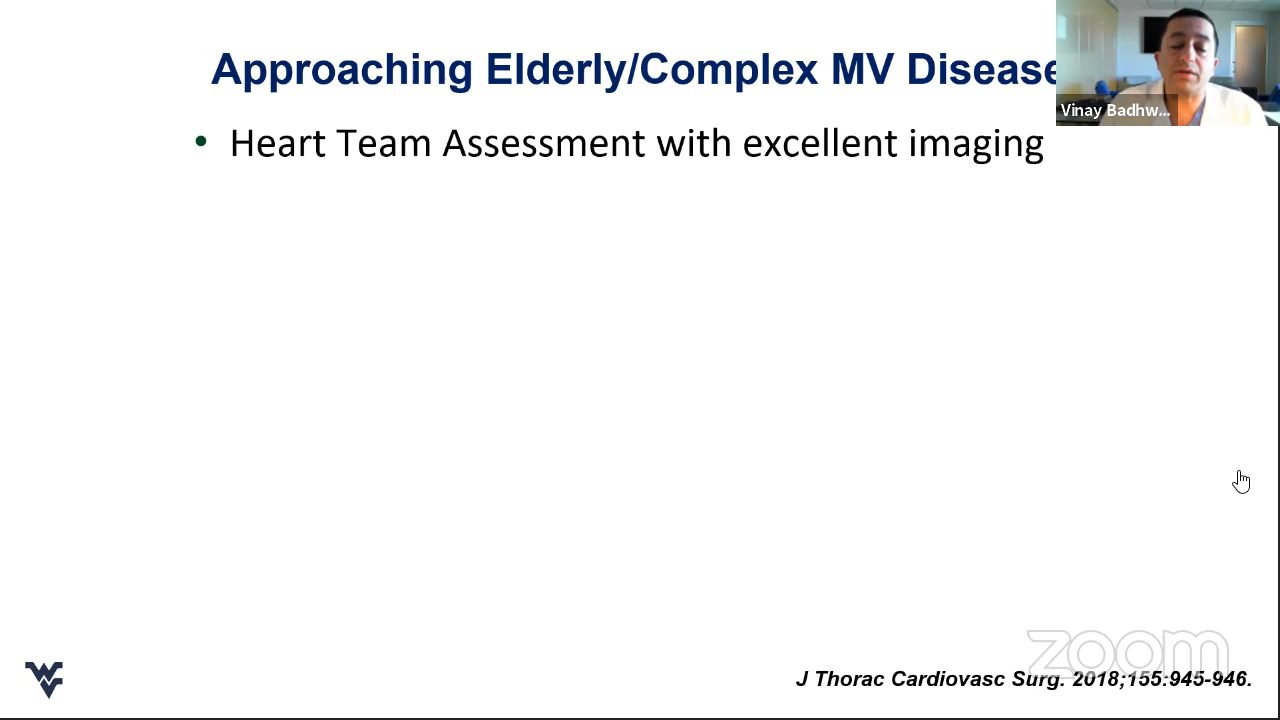 Approaching Elderly/Complex MV Disease
Vinay Badhw...
• Heart Team Assessment with excellent imaging
zoom
J Thorac Cardiovasc Surg. 2018;155:945-946.